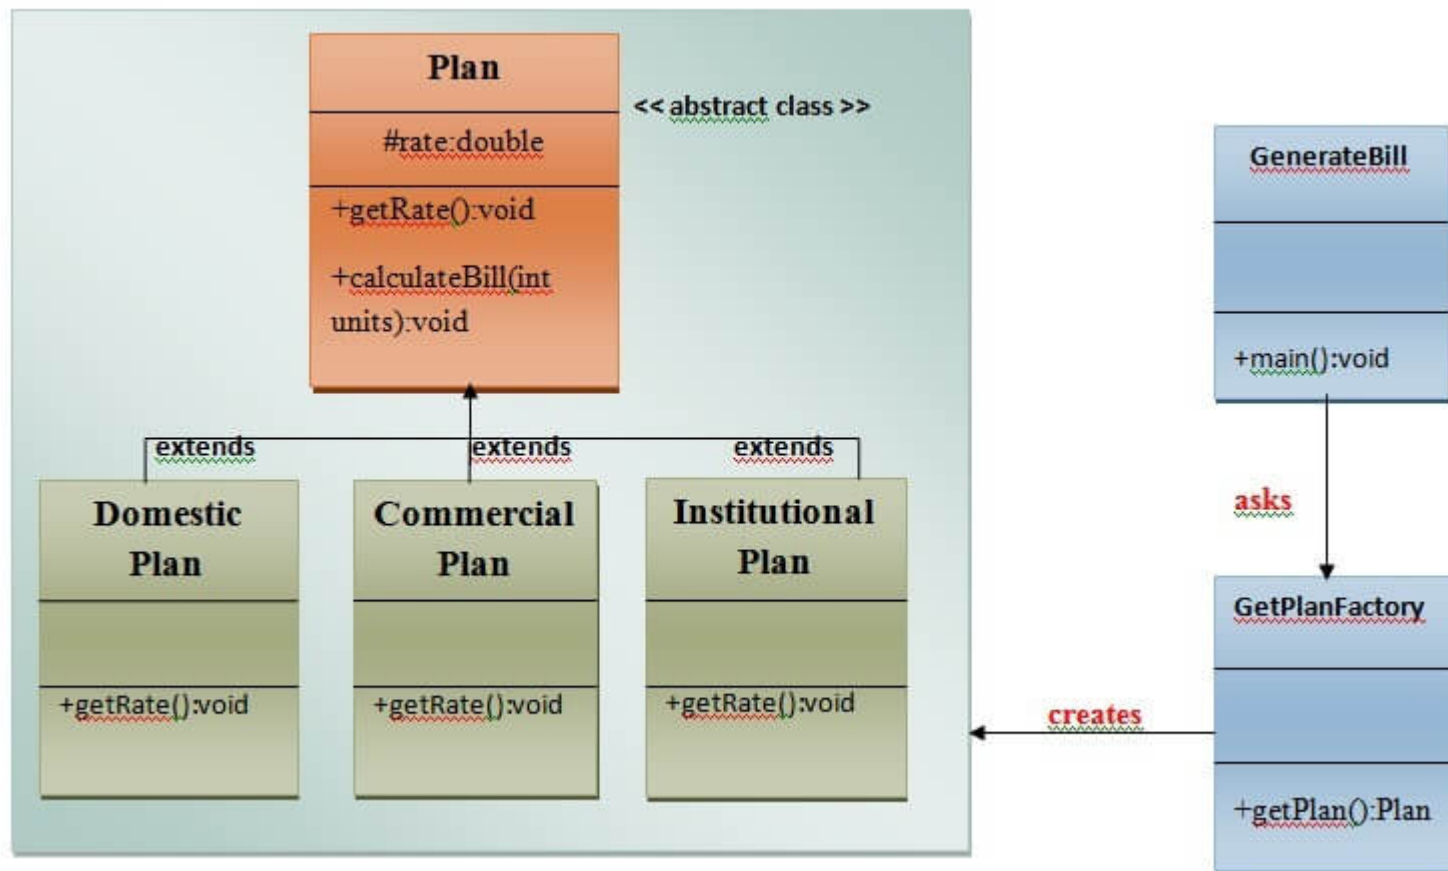 Plan
<< abstract class >>
#rate:double
+getRate():void
+calculateBill(int
units):void
extends
extends
extends
Domestic
Plan
+getRate():void
Commercial
Plan
+getRate():void
Institutional
Plan
+getRate():void
GenerateBill
+main():void
asks
GetPlanFactory
+getPlan():Plan
creates